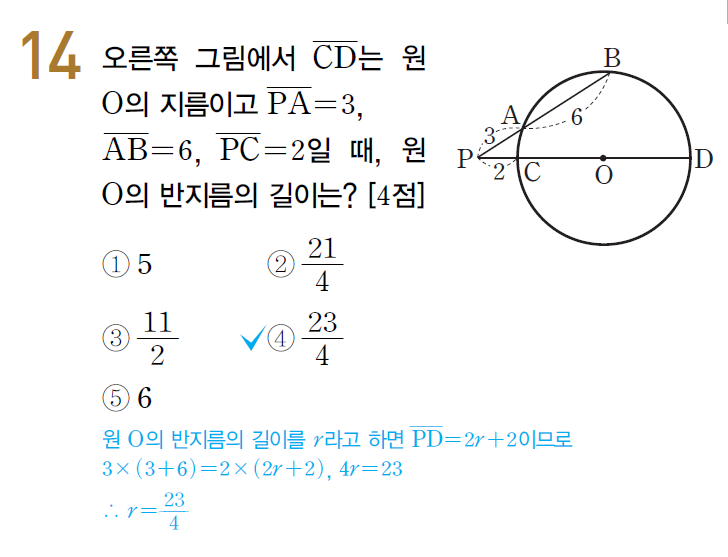 14
오른쪽 그림에서 CD는 원
O의 지름이고 PA=3,
AB=6, PC=2일 때, 원
O의 반지름의 길이는? [4점]
B
A
6
3
P
2
C
O
D
① 5
② 21/4
③ 11/2
④ 23/4
⑤ 6
원 O의 반지름의 길이를 r라고 하면 PD=2r+2이므로
3×(3+6)=2×(2r+2), 4r=23
∴ r=23/4